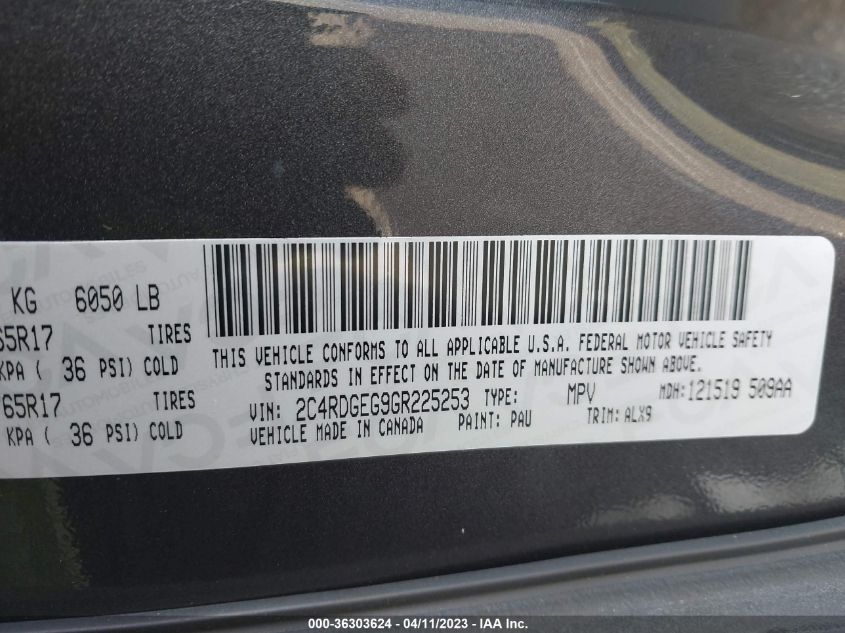 KG 6050 LB
65R17 TIRES
KPA ( 36 PSI) COLD
65R17 TIRES
KPA ( 36 PSI) COLD
THIS VEHICLE CONFORMS TO ALL APPLICABLE U.S.A. FEDERAL MOTOR VEHICLE SAFETY
STANDARDS IN EFFECT ON THE DATE OF MANUFACTURE SHOWN ABOVE.
VIN: 2C4RDGEG9GR225253 TYPE: MPV MDH: 121519 509AA
VEHICLE MADE IN CANADA PAINT: PAU TRIM: ALX9
000-36303624 - 04/11/2023 - IAA Inc.